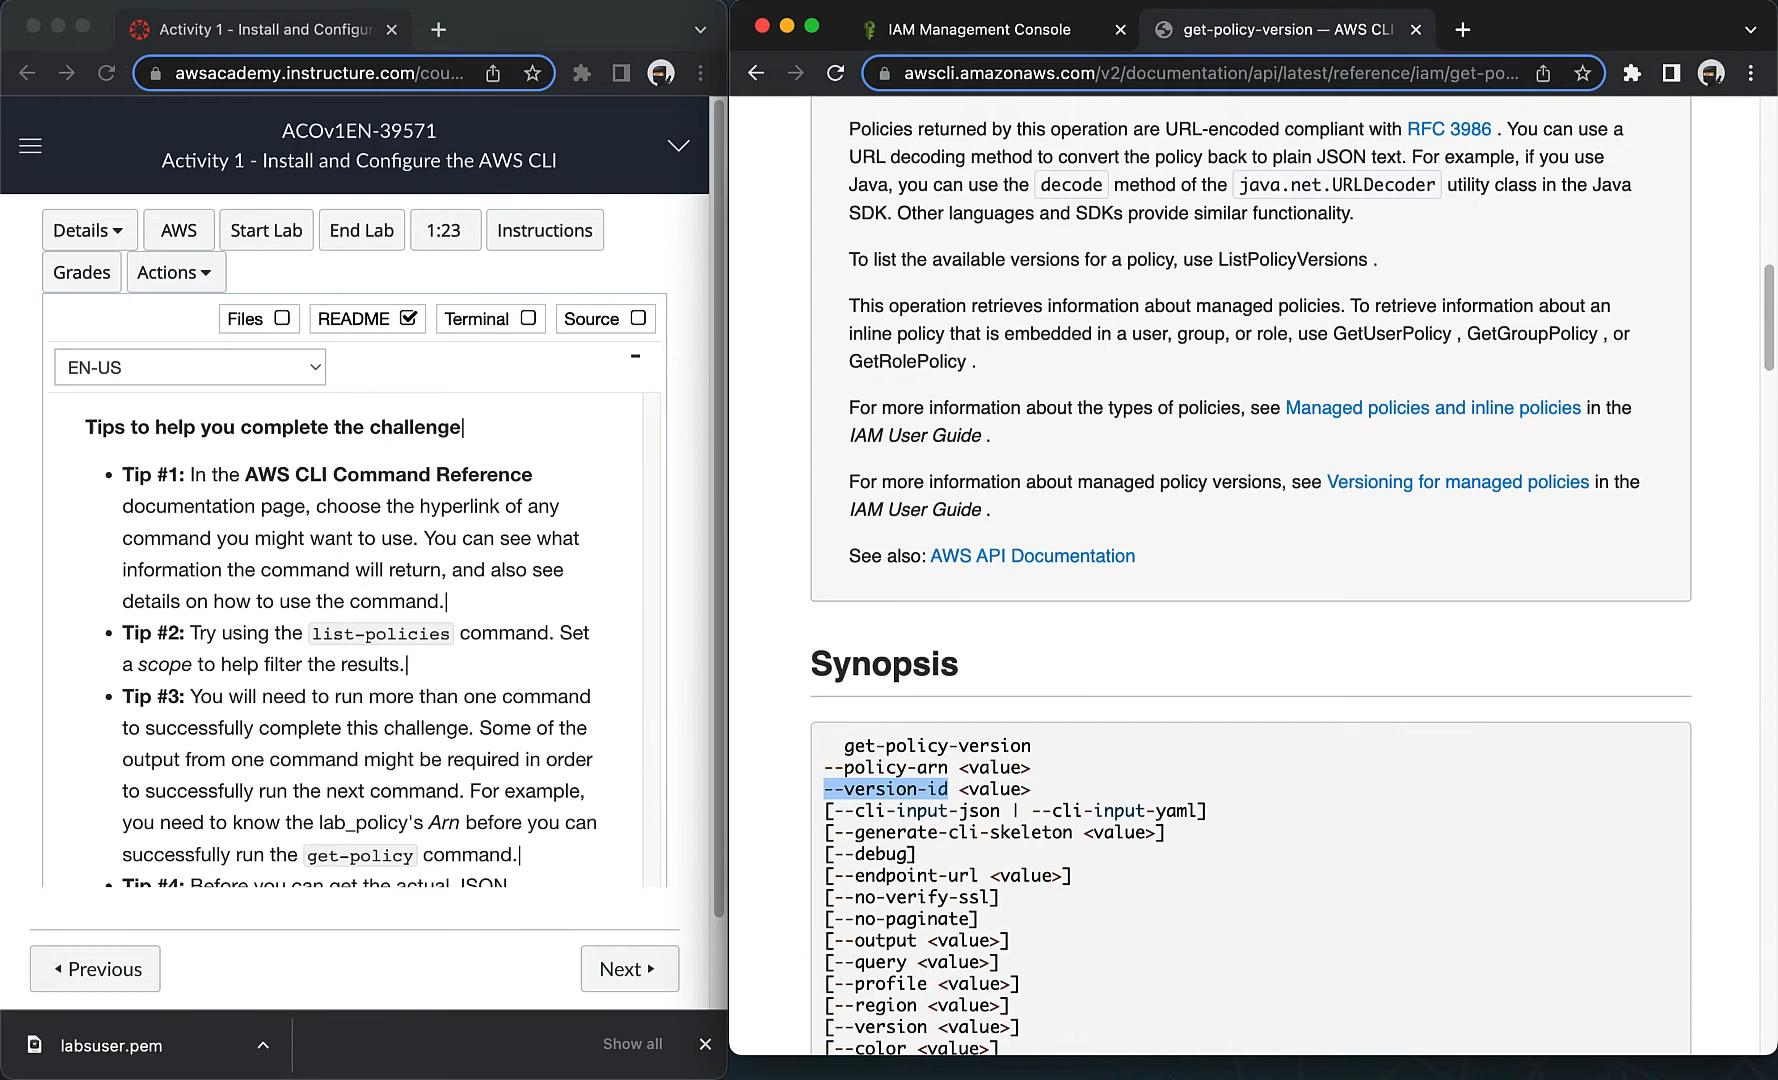 Activity 1 - Install and Configur
awsacademy.instructure.com/cou...
ACOv1EN-39571
Activity 1 - Install and Configure the AWS CLI
Details
AWS
Start Lab
End Lab
1:23
Instructions
Grades
Actions
Files
README
Terminal
Source
EN-US
Tips to help you complete the challenge|
• Tip #1: In the AWS CLI Command Reference
documentation page, choose the hyperlink of any
command you might want to use. You can see what
information the command will return, and also see
details on how to use the command.|
• Tip #2: Try using the list-policies command. Set
a scope to help filter the results.|
• Tip #3: You will need to run more than one command
to successfully complete this challenge. Some of the
output from one command might be required in order
to successfully run the next command. For example,
you need to know the lab_policy's Arn before you can
successfully run the get-policy command.|
• Tip #4: Before you can get the actual JSON
Previous
Next
labsuser.pem
Show all
IAM Management Console
get-policy-version — AWS CLI
awscli.amazonaws.com/v2/documentation/api/latest/reference/iam/get-po...
Policies returned by this operation are URL-encoded compliant with RFC 3986 . You can use a
URL decoding method to convert the policy back to plain JSON text. For example, if you use
Java, you can use the decode method of the java.net.URLDecoder utility class in the Java
SDK. Other languages and SDKs provide similar functionality.
To list the available versions for a policy, use ListPolicyVersions .
This operation retrieves information about managed policies. To retrieve information about an
inline policy that is embedded in a user, group, or role, use GetUserPolicy , GetGroupPolicy , or
GetRolePolicy .
For more information about the types of policies, see Managed policies and inline policies in the
IAM User Guide .
For more information about managed policy versions, see Versioning for managed policies in the
IAM User Guide .
See also: AWS API Documentation
Synopsis
get-policy-version
--policy-arn <value>
--version-id <value>
[--cli-input-json | --cli-input-yaml]
[--generate-cli-skeleton <value>]
[--debug]
[--endpoint-url <value>]
[--no-verify-ssl]
[--no-paginate]
[--output <value>]
[--query <value>]
[--profile <value>]
[--region <value>]
[--version <value>]
[--color <value>]